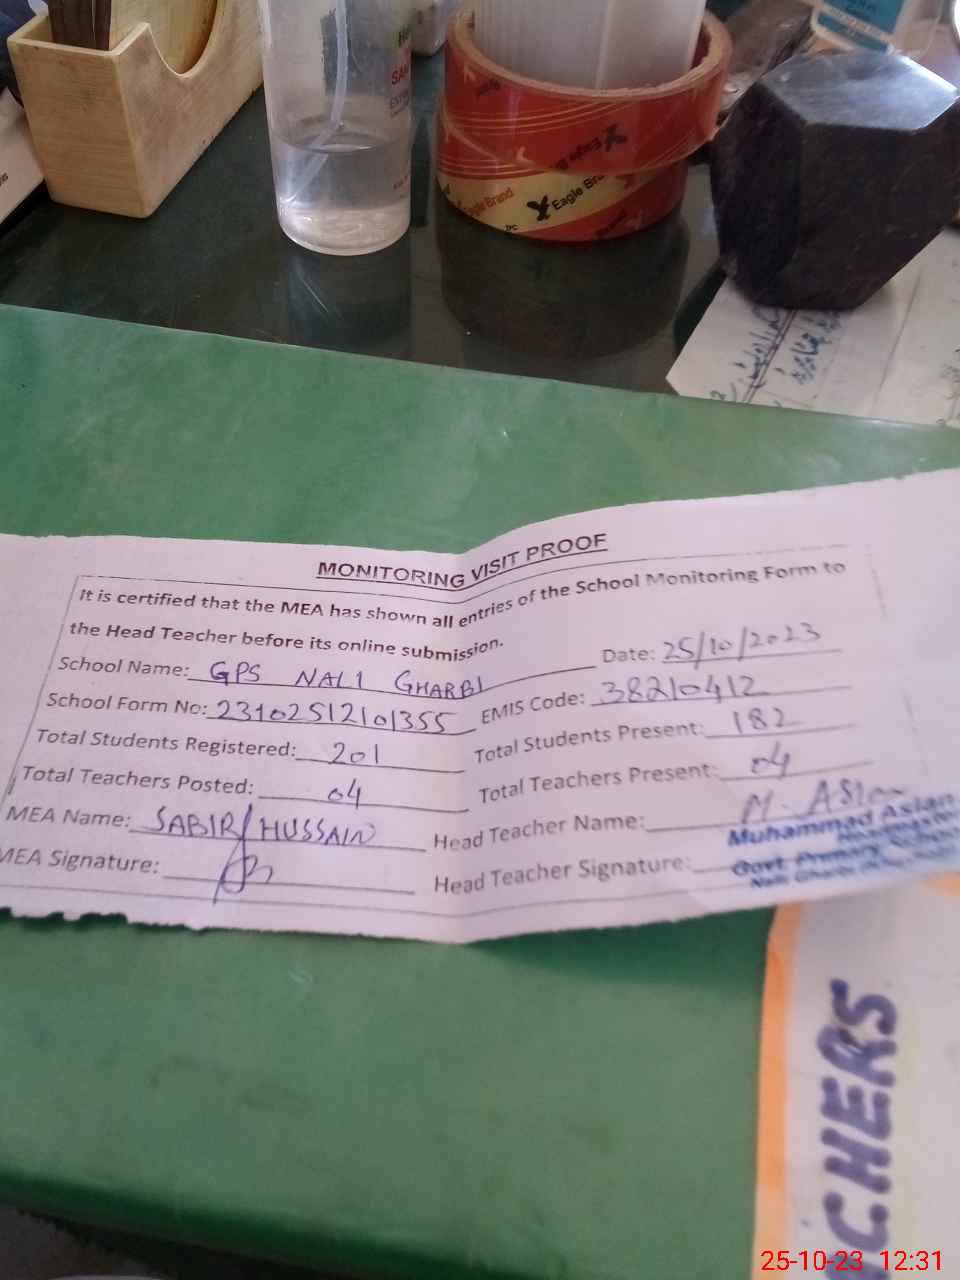 Eagle Brand
Eagle Brand
MONITORING VISIT PROOF
It is certified that the MEA has shown all entries of the School Monitoring Form to
the Head Teacher before its online submission.
School Name: GPS NALI GHARBI Date: 25/10/2023
School Form No: 23102512101355 EMIS Code: 38210412
Total Students Registered: 201 Total Students Present: 182
Total Teachers Posted: 04 Total Teachers Present: 04
MEA Name: SABIR HUSSAIN Head Teacher Name: M. Aslam
MEA Signature: Head Teacher Signature:
Muhammad Aslam
Govt. Primary School
Nali Gharbi
CHERS
25-10-23 12:31